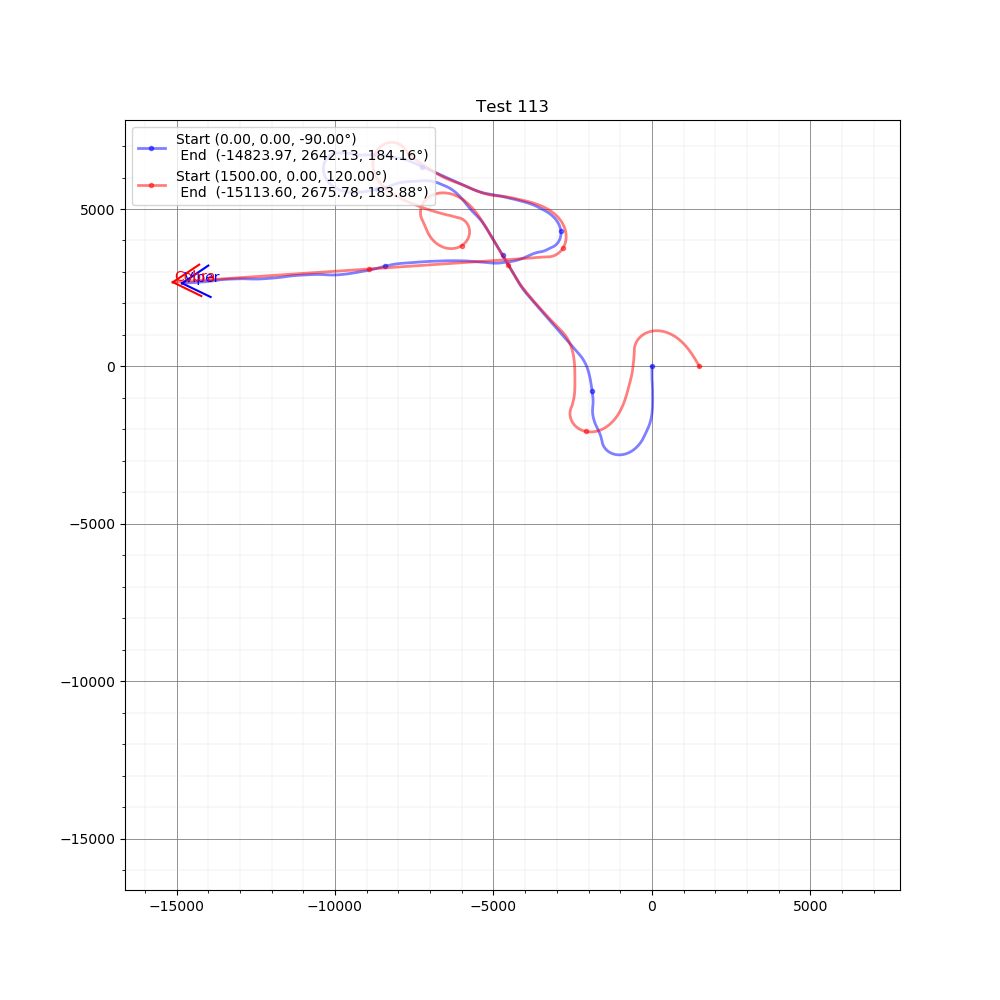 Test 113
Start (0.00, 0.00, -90.00°)
End  (-14823.97, 2642.13, 184.16°)
Start (1500.00, 0.00, 120.00°)
End  (-15113.60, 2675.78, 183.88°)
5000
0
−5000
−10000
−15000
−15000
−10000
−5000
0
5000